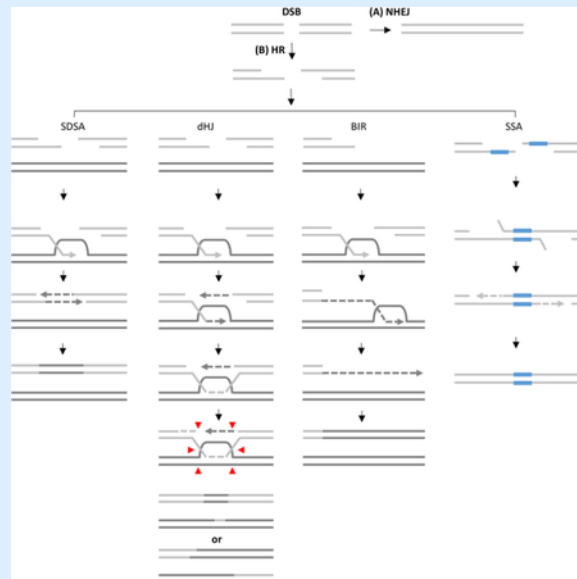 DSB
(A) NHEJ
(B) HR
SDSA
dHJ
BIR
SSA
or